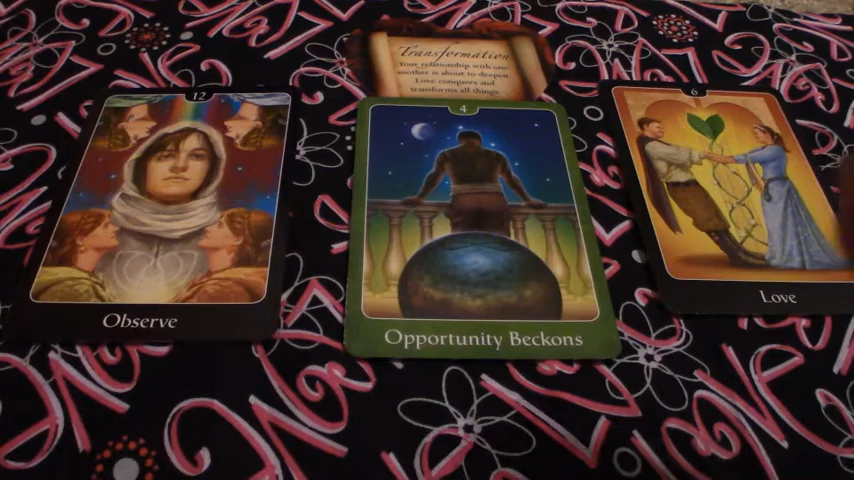 Transformation
Your relationship with one
another is about to deepen
Love conquers and
transforms all things.
12
4
6
Observe
Opportunity Beckons
Love